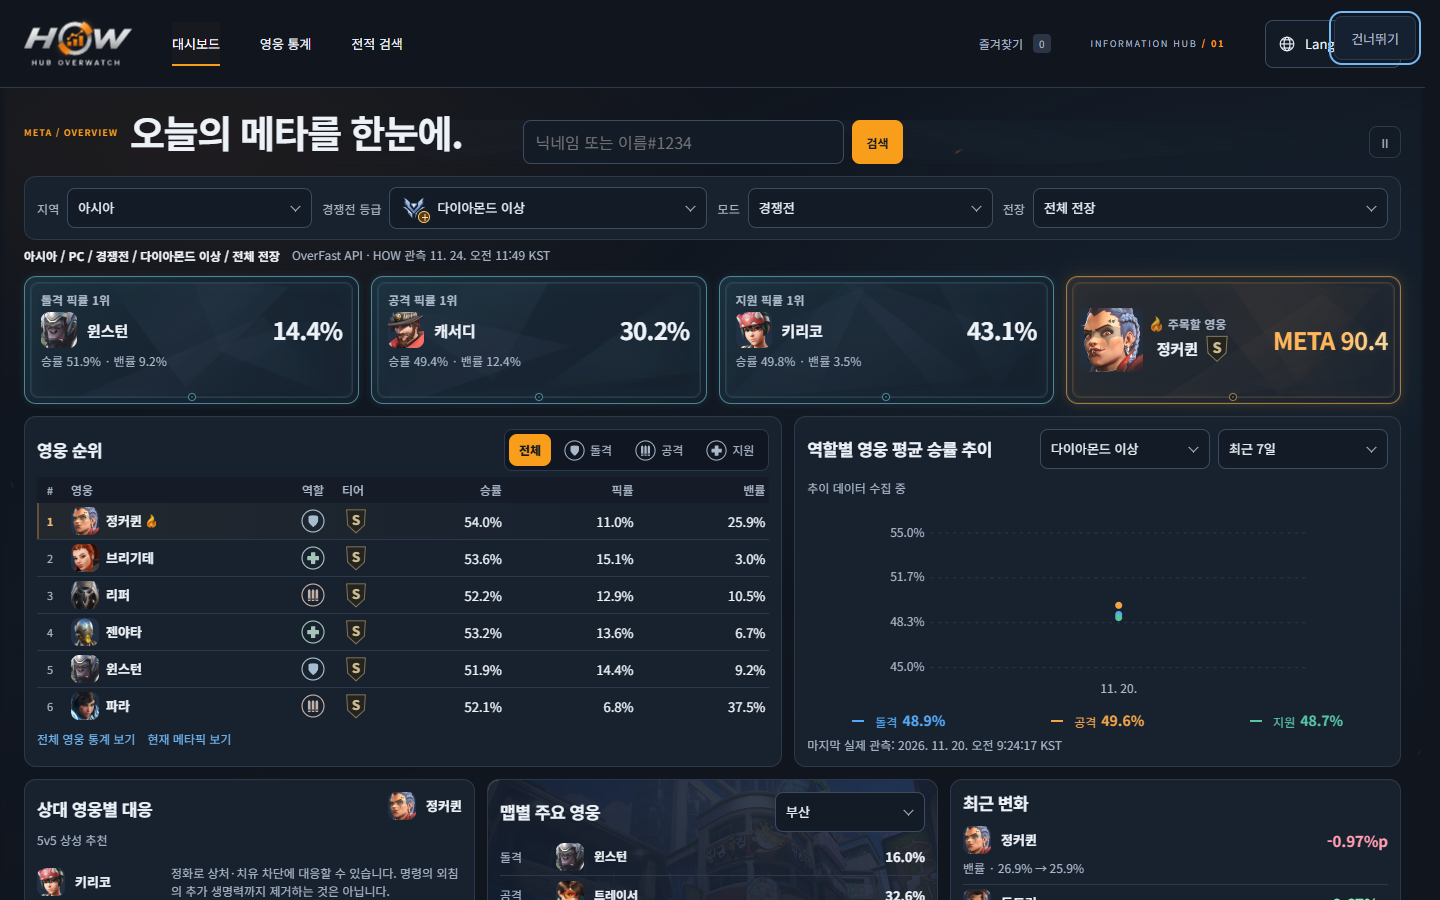 HOW
HUB OVERWATCH
대시보드
영웅 통계
전적 검색
즐겨찾기 0
INFORMATION HUB / 01
Lang
건너뛰기
META / OVERVIEW
오늘의 메타를 한눈에.
닉네임 또는 이름#1234
검색
지역
아시아
경쟁전 등급
다이아몬드 이상
모드
경쟁전
전장
전체 전장
아시아 / PC / 경쟁전 / 다이아몬드 이상 / 전체 전장 OverFast API · HOW 관측 11. 24. 오전 11:49 KST
돌격 픽률 1위
윈스턴
14.4%
승률 51.9% · 밴률 9.2%
공격 픽률 1위
캐서디
30.2%
승률 49.4% · 밴률 12.4%
지원 픽률 1위
키리코
43.1%
승률 49.8% · 밴률 3.5%
주목할 영웅
정커퀸 S
META 90.4
영웅 순위
전체 돌격 공격 지원
# 영웅 역할 티어 승률 픽률 밴률
1 정커퀸 S 54.0% 11.0% 25.9%
2 브리기테 S 53.6% 15.1% 3.0%
3 리퍼 S 52.2% 12.9% 10.5%
4 젠야타 S 53.2% 13.6% 6.7%
5 윈스턴 S 51.9% 14.4% 9.2%
6 파라 S 52.1% 6.8% 37.5%
전체 영웅 통계 보기 현재 메타픽 보기
역할별 영웅 평균 승률 추이
다이아몬드 이상
최근 7일
추이 데이터 수집 중
55.0%
51.7%
48.3%
45.0%
11. 20.
돌격 48.9%
공격 49.6%
지원 48.7%
마지막 실제 관측: 2026. 11. 20. 오전 9:24:17 KST
상대 영웅별 대응
정커퀸
5v5 상성 추천
키리코
정화로 상처·치유 차단에 대응할 수 있습니다. 명령의 외침
의 추가 생명력까지 제거하는 것은 아닙니다.
맵별 주요 영웅
부산
돌격 윈스턴 16.0%
공격 트레이서 32.6%
최근 변화
정커퀸
-0.97%p
밴률 · 26.9% → 25.9%